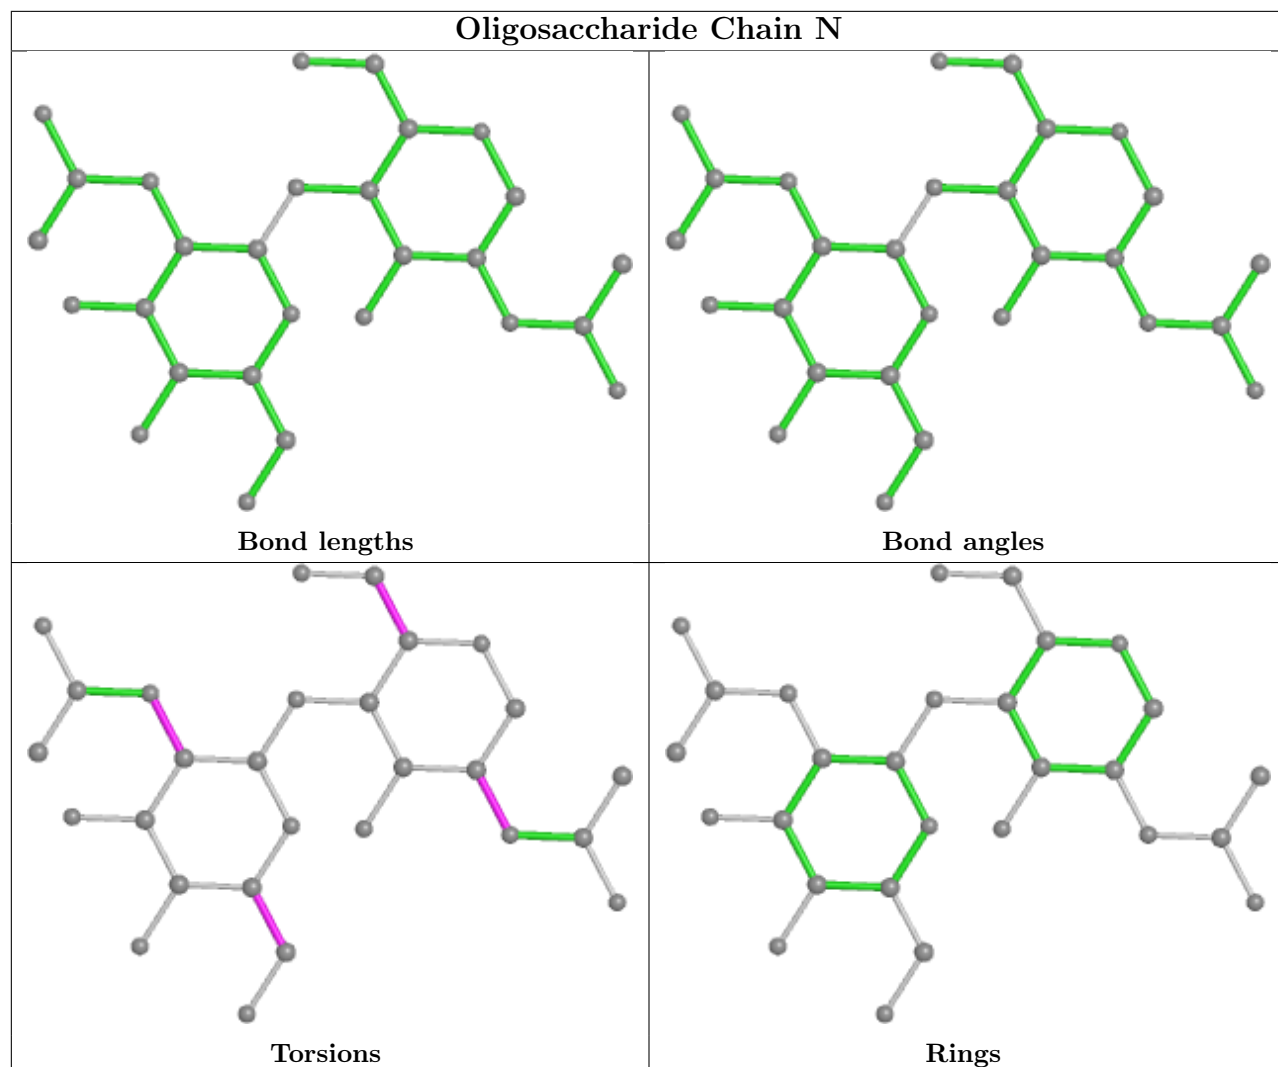 Oligosaccharide Chain N
Bond lengths
Bond angles
Torsions
Rings